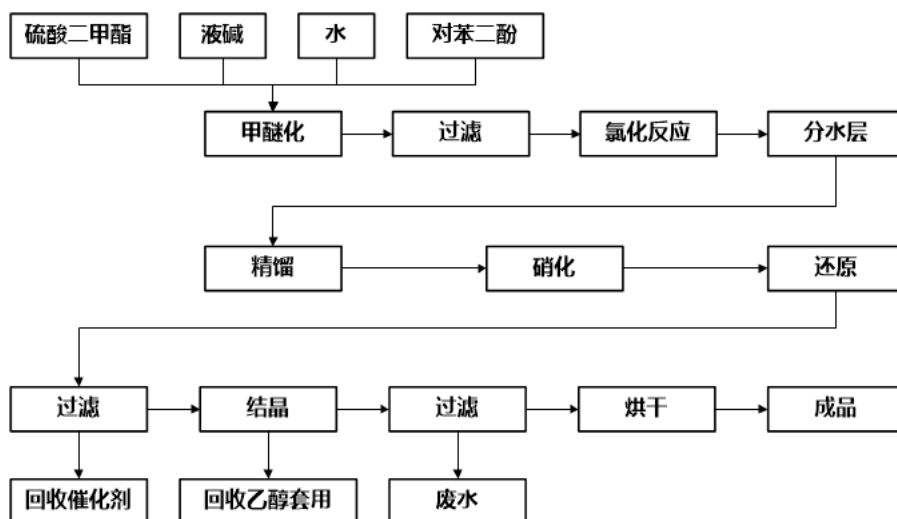 硫酸二甲酯
液碱
水
对苯二酚
甲醚化
过滤
氯化反应
分水层
精馏
硝化
还原
过滤
结晶
过滤
烘干
成品
回收催化剂
回收乙醇套用
废水